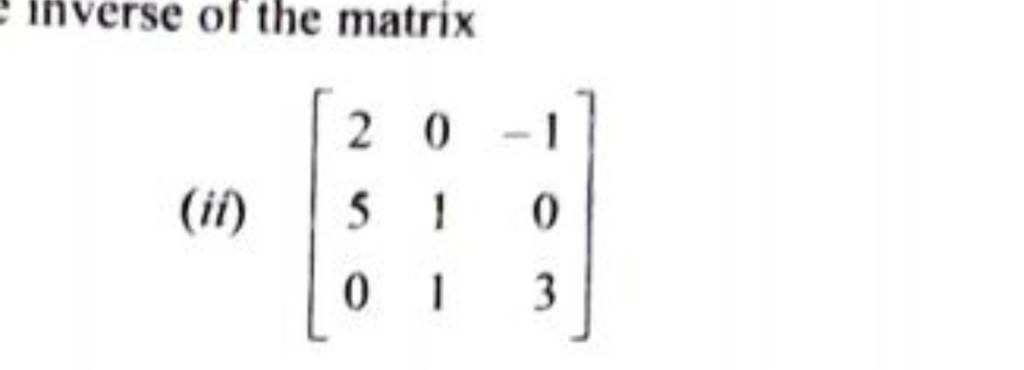 inverse of the matrix
(ii)
2 0 -1
5 1 0
0 1 3